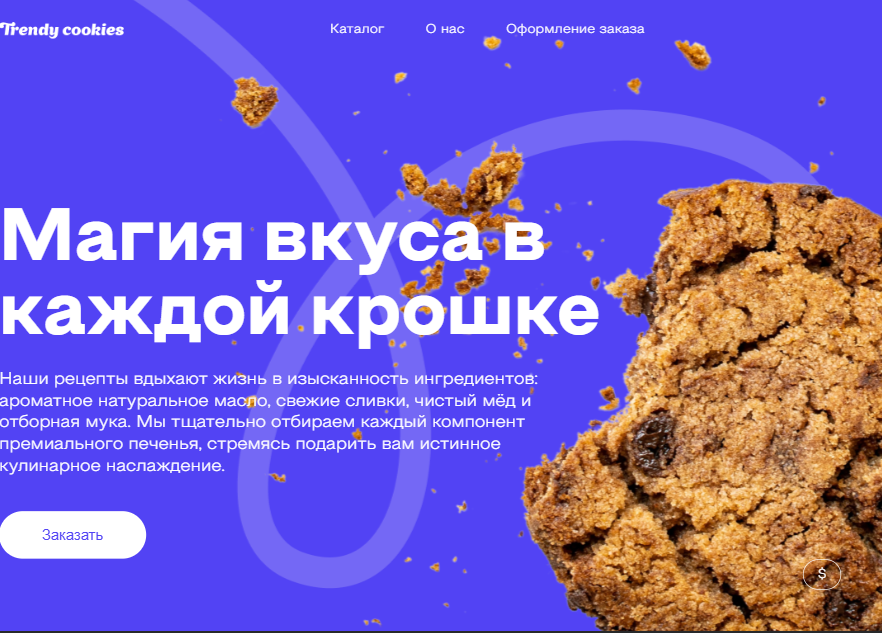 Trendy cookies
Каталог
О нас
Оформление заказа
Магия вкуса в
каждой крошке
Наши рецепты вдыхают жизнь в изысканность ингредиентов:
ароматное натуральное масло, свежие сливки, чистый мёд и
отборная мука. Мы тщательно отбираем каждый компонент
премиального печенья, стремясь подарить вам истинное
кулинарное наслаждение.
Заказать
$